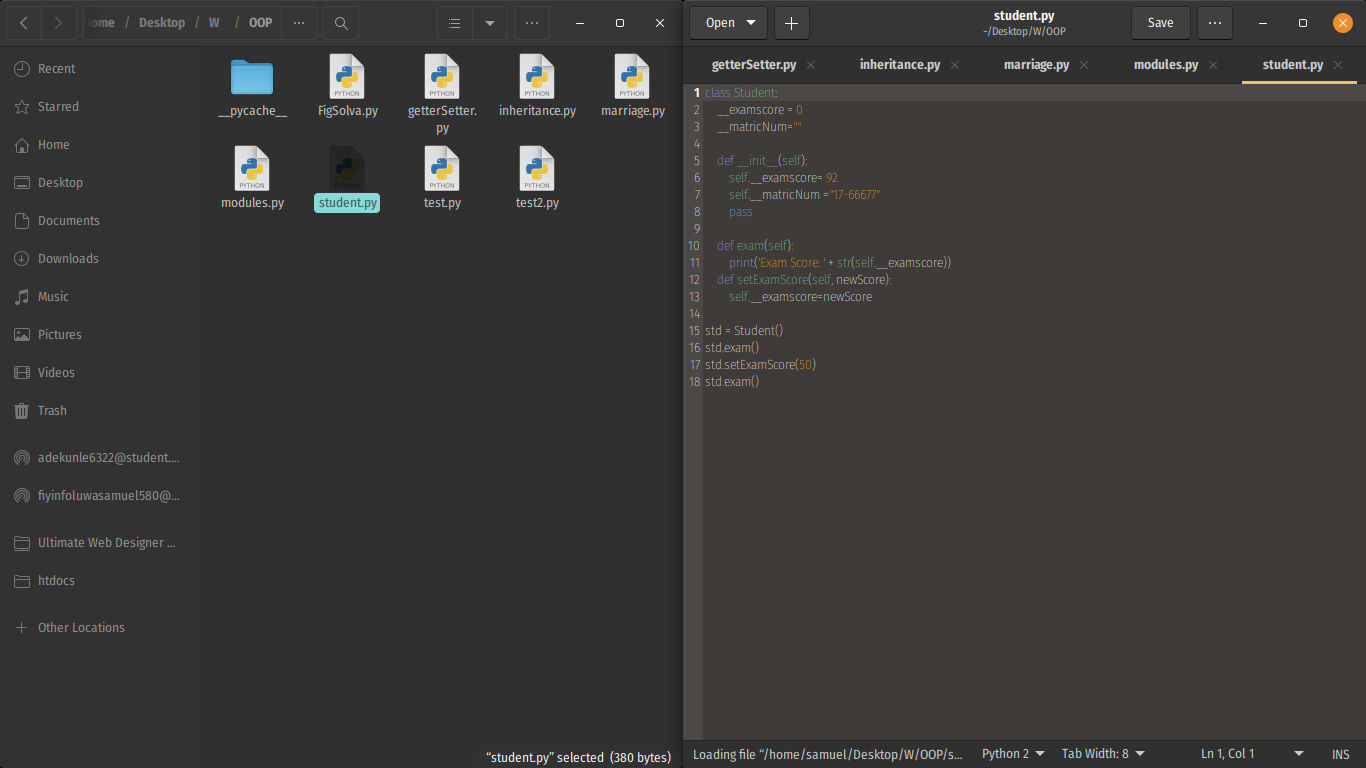 Home / Desktop / W / OOP
Recent
Starred
Home
Desktop
Documents
Downloads
Music
Pictures
Videos
Trash
adekunle6322@student....
fiyinfoluwasamuel580@...
Ultimate Web Designer ...
htdocs
Other Locations
__pycache__
FigSolva.py
getterSetter.
py
inheritance.py
marriage.py
modules.py
student.py
test.py
test2.py
PYTHON
PYTHON
PYTHON
PYTHON
PYTHON
PYTHON
PYTHON
PYTHON
"student.py" selected (380 bytes)
Open
student.py
~/Desktop/W/OOP
Save
getterSetter.py
inheritance.py
marriage.py
modules.py
student.py
1 class Student:
2     __examscore = 0
3     __matricNum=""
4
5     def __init__(self):
6         self.__examscore= 92
7         self.__matricNum ="17-66677"
8         pass
9
10     def exam(self):
11         print('Exam Score: ' + str(self.__examscore))
12     def setExamScore(self, newScore):
13         self.__examscore=newScore
14
15 std = Student()
16 std.exam()
17 std.setExamScore(50)
18 std.exam()
Loading file "/home/samuel/Desktop/W/OOP/s... Python 2 Tab Width: 8 Ln 1, Col 1 INS